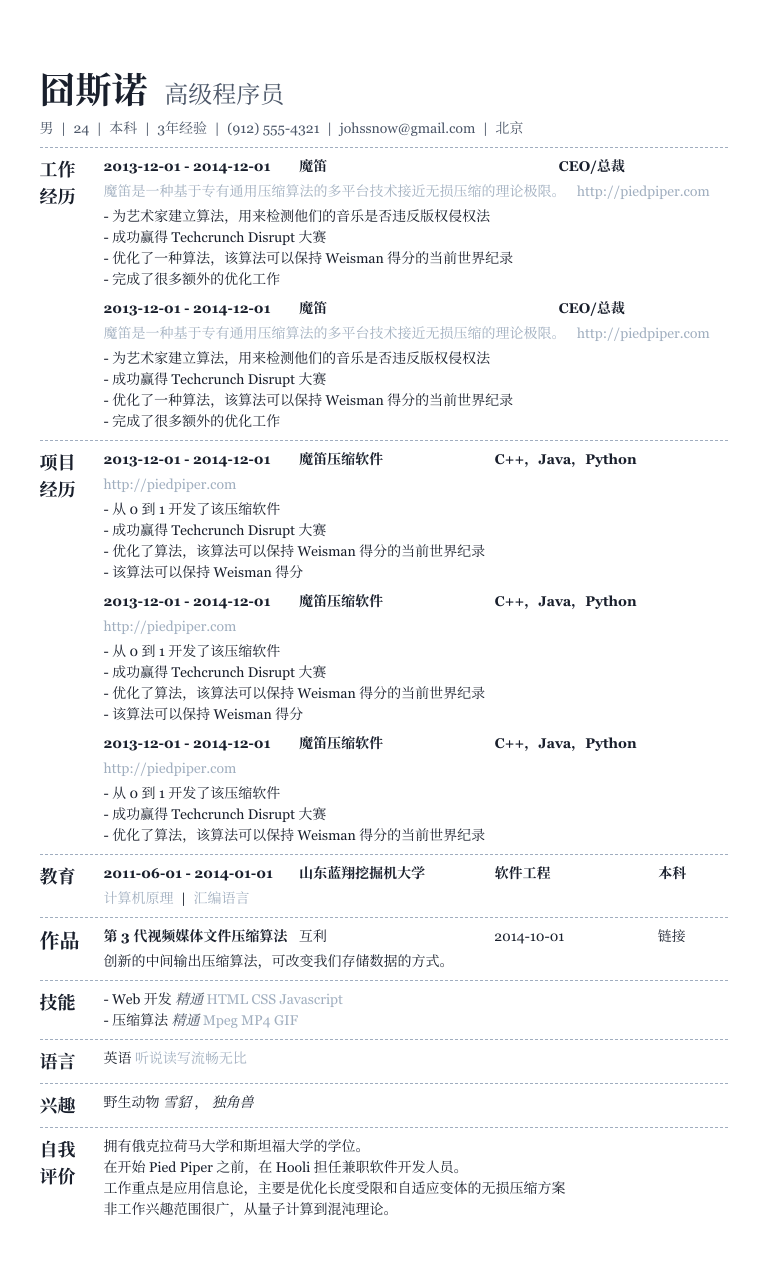 囧斯诺 高级程序员
男 | 24 | 本科 | 3年经验 | (912) 555-4321 | johssnow@gmail.com | 北京
工作经历
2013-12-01 - 2014-12-01 魔笛 CEO/总裁
魔笛是一种基于专有通用压缩算法的多平台技术接近无损压缩的理论极限。 http://piedpiper.com
- 为艺术家建立算法，用来检测他们的音乐是否违反版权侵权法
- 成功赢得 Techcrunch Disrupt 大赛
- 优化了一种算法，该算法可以保持 Weisman 得分的当前世界纪录
- 完成了很多额外的优化工作
2013-12-01 - 2014-12-01 魔笛 CEO/总裁
魔笛是一种基于专有通用压缩算法的多平台技术接近无损压缩的理论极限。 http://piedpiper.com
- 为艺术家建立算法，用来检测他们的音乐是否违反版权侵权法
- 成功赢得 Techcrunch Disrupt 大赛
- 优化了一种算法，该算法可以保持 Weisman 得分的当前世界纪录
- 完成了很多额外的优化工作
项目经历
2013-12-01 - 2014-12-01 魔笛压缩软件 C++，Java，Python
http://piedpiper.com
- 从 0 到 1 开发了该压缩软件
- 成功赢得 Techcrunch Disrupt 大赛
- 优化了算法，该算法可以保持 Weisman 得分的当前世界纪录
- 该算法可以保持 Weisman 得分
2013-12-01 - 2014-12-01 魔笛压缩软件 C++，Java，Python
http://piedpiper.com
- 从 0 到 1 开发了该压缩软件
- 成功赢得 Techcrunch Disrupt 大赛
- 优化了算法，该算法可以保持 Weisman 得分的当前世界纪录
- 该算法可以保持 Weisman 得分
2013-12-01 - 2014-12-01 魔笛压缩软件 C++，Java，Python
http://piedpiper.com
- 从 0 到 1 开发了该压缩软件
- 成功赢得 Techcrunch Disrupt 大赛
- 优化了算法，该算法可以保持 Weisman 得分的当前世界纪录
教育 2011-06-01 - 2014-01-01 山东蓝翔挖掘机大学 软件工程 本科
计算机原理 | 汇编语言
作品 第 3 代视频媒体文件压缩算法 互利 2014-10-01 链接
创新的中间输出压缩算法，可改变我们存储数据的方式。
技能 - Web 开发 精通 HTML CSS Javascript
- 压缩算法 精通 Mpeg MP4 GIF
语言 英语 听说读写流畅无比
兴趣 野生动物 雪貂， 独角兽
自我评价
拥有俄克拉荷马大学和斯坦福大学的学位。
在开始 Pied Piper 之前，在 Hooli 担任兼职软件开发人员。
工作重点是应用信息论，主要是优化长度受限和自适应变体的无损压缩方案
非工作兴趣范围很广，从量子计算到混沌理论。